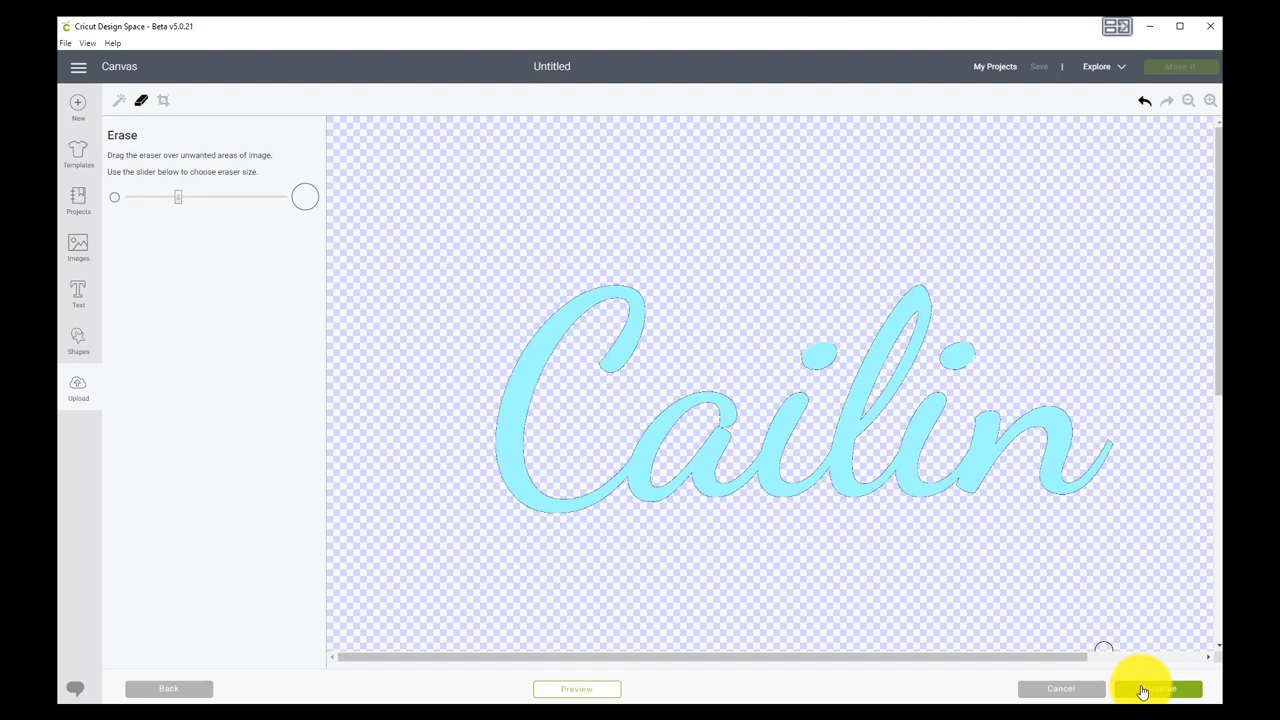 Cricut Design Space - Beta v5.0.21
File View Help
Canvas Untitled My Projects Save | Explore Make It
New
Templates
Projects
Images
Text
Shapes
Upload
Erase
Drag the eraser over unwanted areas of image.
Use the slider below to choose eraser size.
Cailin
Back Preview Cancel